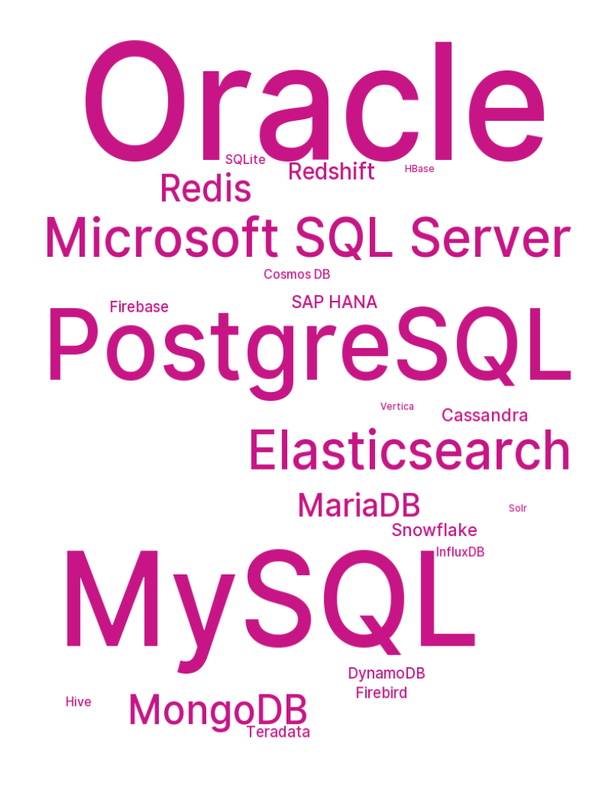 Oracle
SQLite
Redshift
HBase
Redis
Microsoft SQL Server
Cosmos DB
SAP HANA
Firebase
PostgreSQL
Vertica
Cassandra
Elasticsearch
MariaDB
Solr
Snowflake
InfluxDB
MySQL
DynamoDB
Firebird
Hive
MongoDB
Teradata